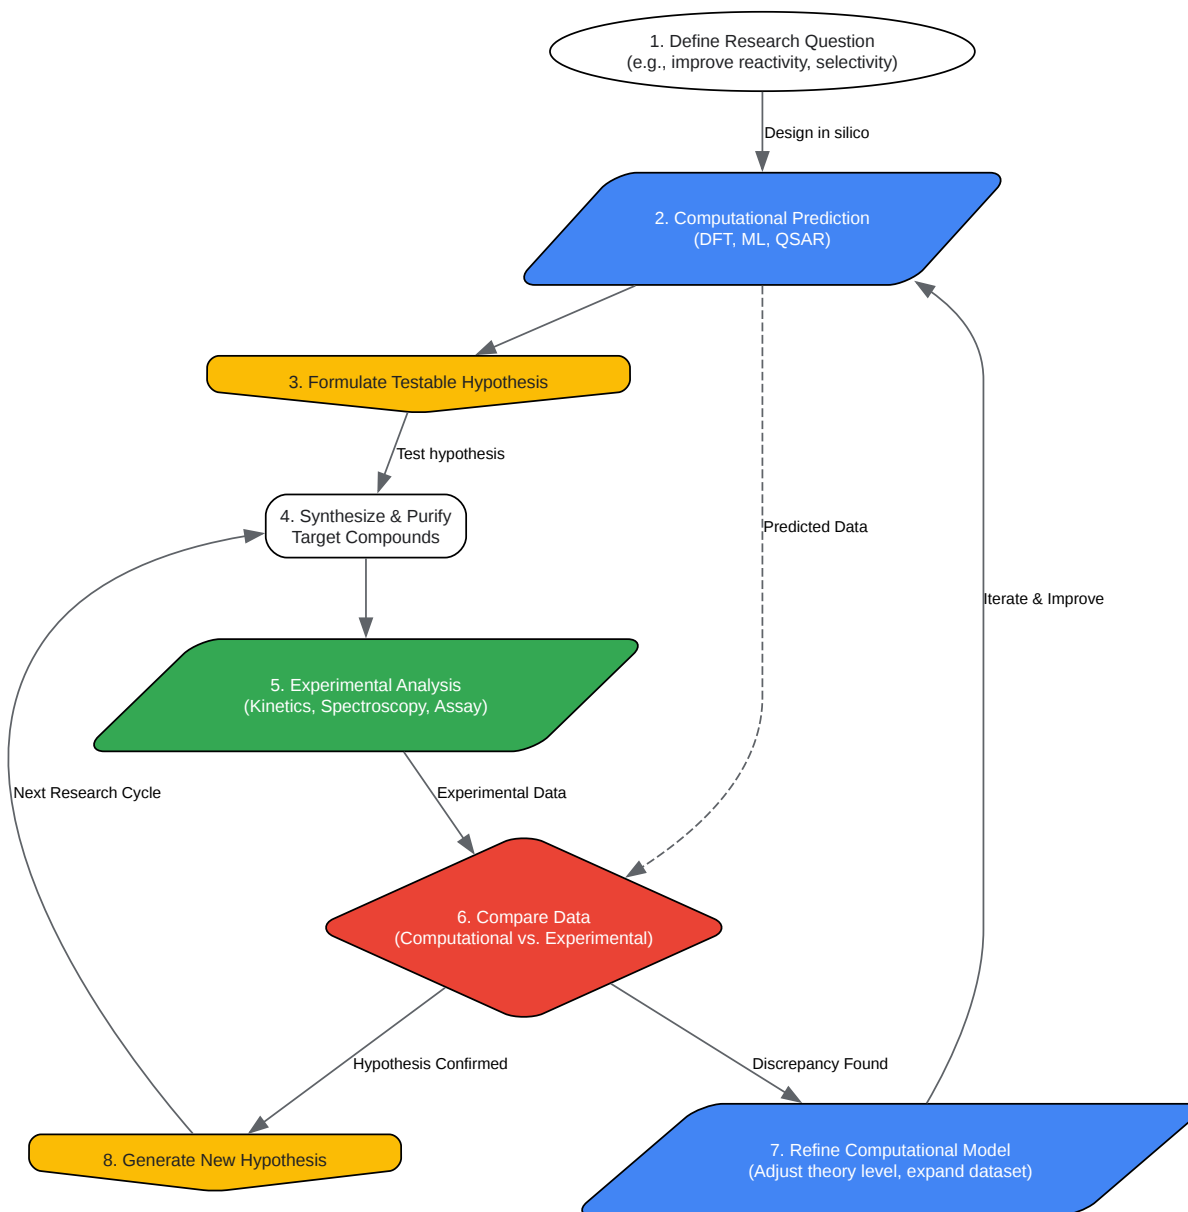 1. Define Research Question
(e.g., improve reactivity, selectivity)
Design in silico
2. Computational Prediction
(DFT, ML, QSAR)
3. Formulate Testable Hypothesis
Test hypothesis
4. Synthesize & Purify
Target Compounds
Predicted Data
Iterate & Improve
5. Experimental Analysis
(Kinetics, Spectroscopy, Assay)
Next Research Cycle
Experimental Data
6. Compare Data
(Computational vs. Experimental)
Hypothesis Confirmed
Discrepancy Found
8. Generate New Hypothesis
7. Refine Computational Model
(Adjust theory level, expand dataset)